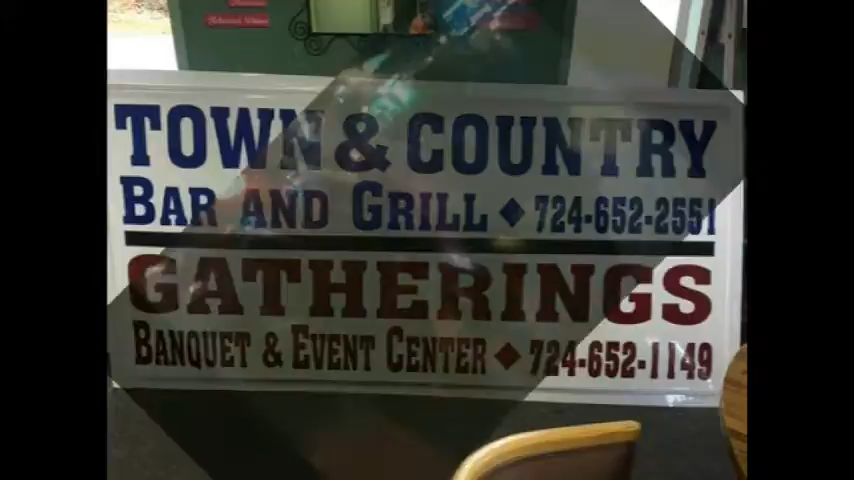 TOWN & COUNTRY
BAR AND GRILL ◆ 724-652-2551
GATHERINGS
BANQUET & EVENT CENTER ◆ 724-652-1149